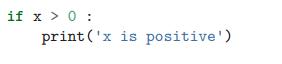 if x > 0 :
    print('x is positive')